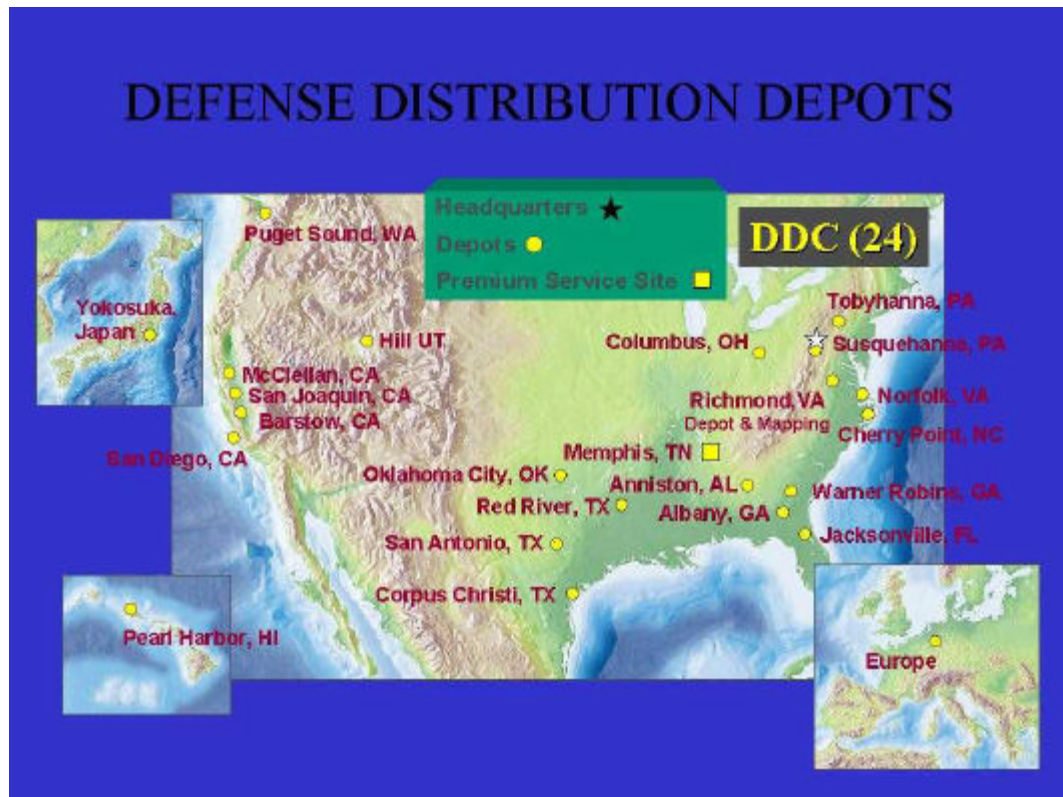 DEFENSE DISTRIBUTION DEPOTS
Headquarters
Depots
Premium Service Site
DDC (24)
Puget Sound, WA
Yokosuka,
Japan
Hill UT
McClellan, CA
San Joaquin, CA
Barstow, CA
San Diego, CA
Tobyhanna, PA
Columbus, OH
Susquehanna, PA
Richmond, VA
Depot & Mapping
Norfolk, VA
Cherry Point, NC
Memphis, TN
Oklahoma City, OK
Anniston, AL
Warner Robins, GA
Red River, TX
Albany, GA
San Antonio, TX
Jacksonville, FL
Corpus Christi, TX
Pearl Harbor, HI
Europe